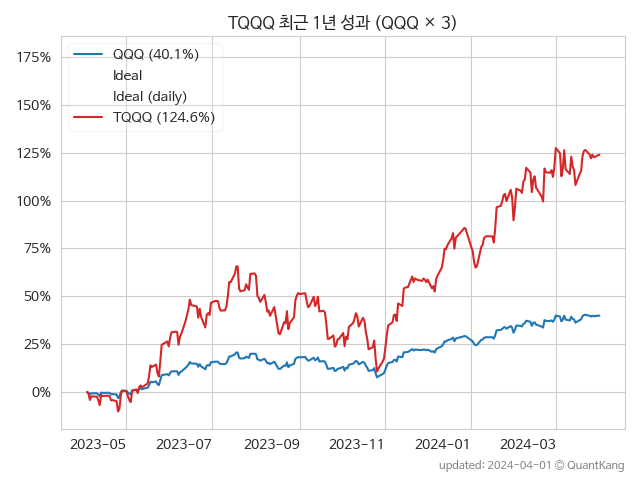 TQQQ 최근 1년 성과 (QQQ × 3)
QQQ (40.1%)
Ideal
Ideal (daily)
TQQQ (124.6%)
175%
150%
125%
100%
75%
50%
25%
0%
2023-05 2023-07 2023-09 2023-11 2024-01 2024-03
updated: 2024-04-01 © QuantKang